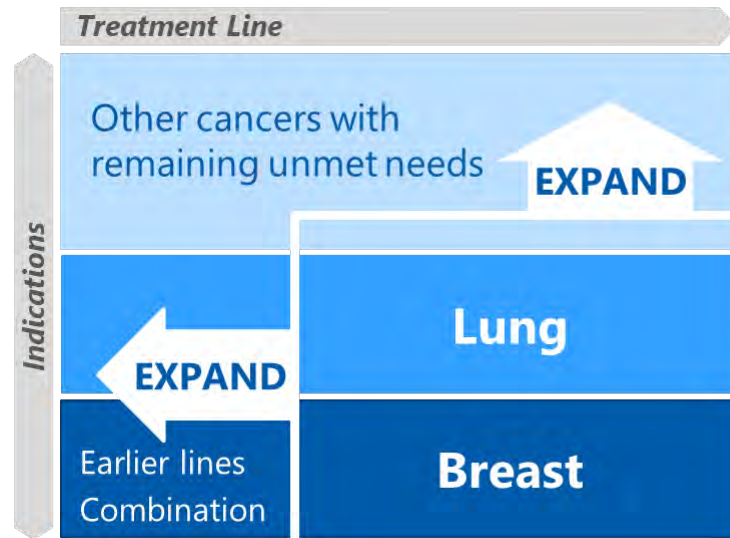 Treatment Line
Indications
Other cancers with
remaining unmet needs
EXPAND
Lung
EXPAND
Earlier lines
Combination
Breast